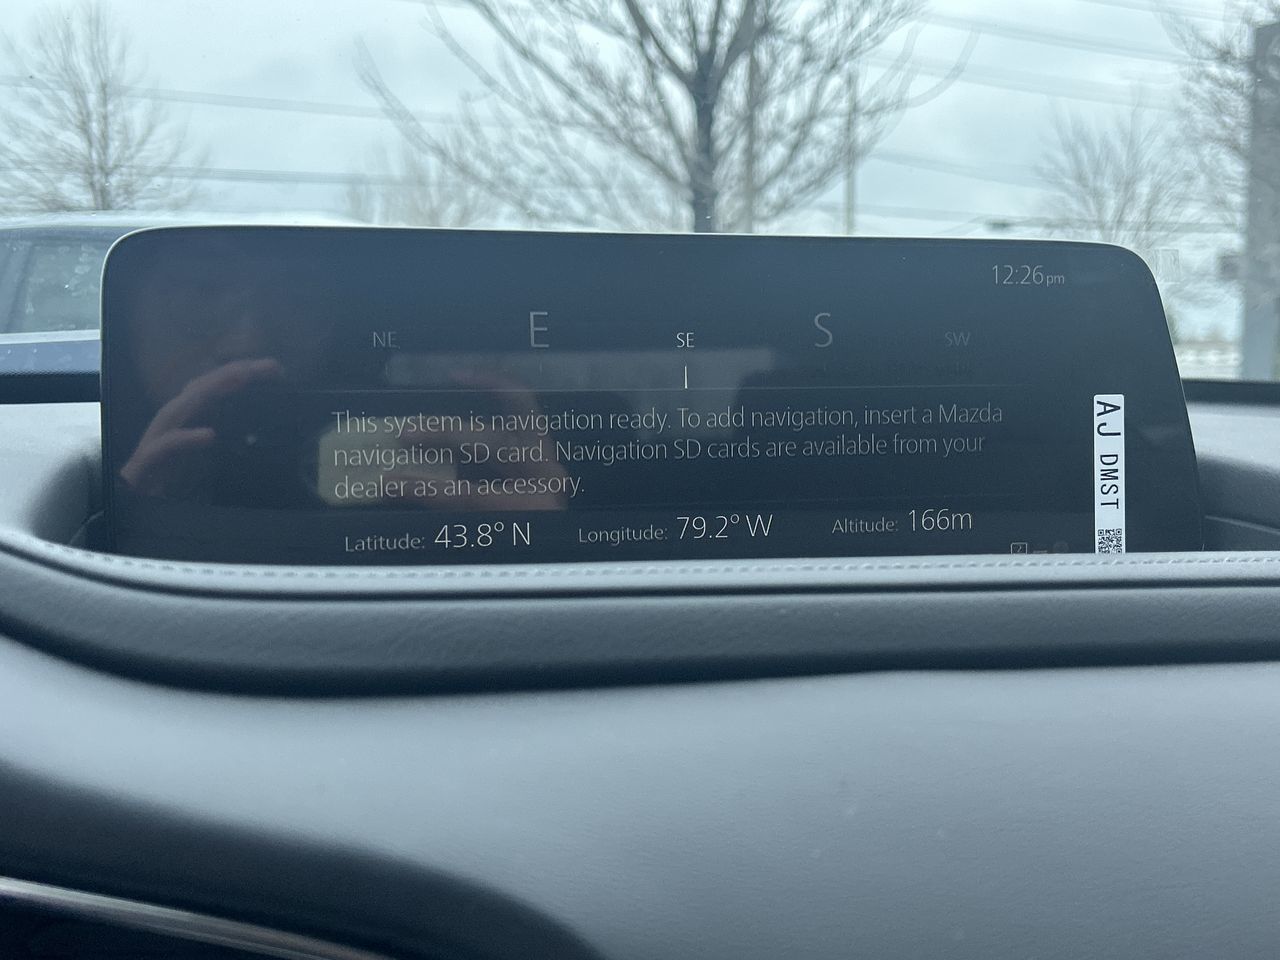 12:26pm
NE E SE S SW
This system is navigation ready. To add navigation, insert a Mazda
navigation SD card. Navigation SD cards are available from your
dealer as an accessory.
Latitude: 43.8° N Longitude: 79.2° W Altitude: 166m
AJ DMST